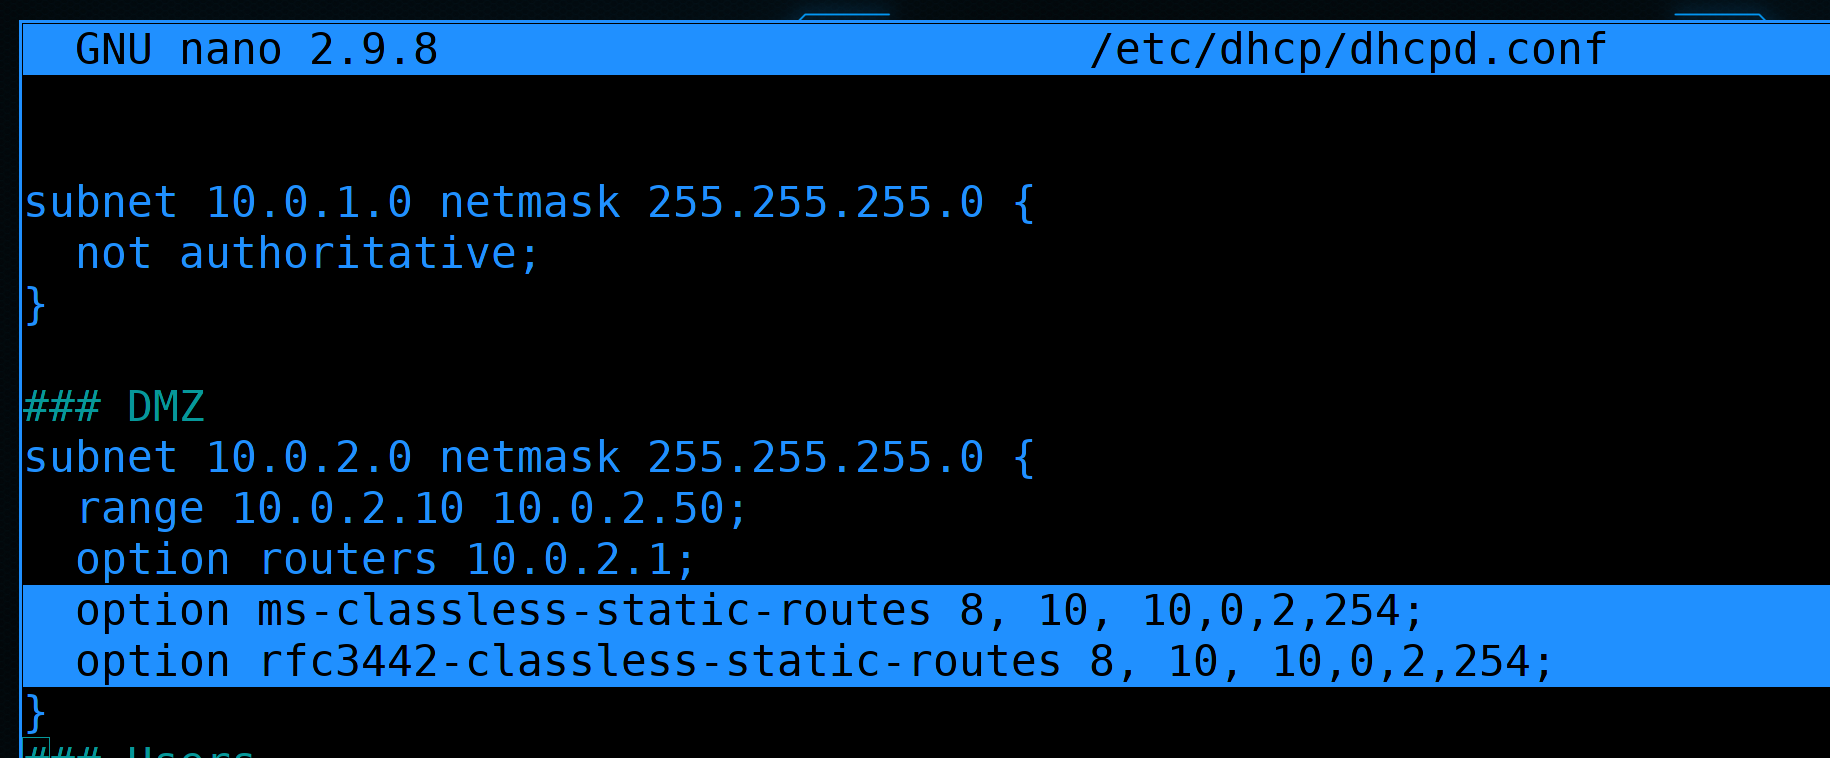 GNU nano 2.9.8 /etc/dhcp/dhcpd.conf
subnet 10.0.1.0 netmask 255.255.255.0 {
not authoritative;
}
### DMZ
subnet 10.0.2.0 netmask 255.255.255.0 {
range 10.0.2.10 10.0.2.50;
option routers 10.0.2.1;
option ms-classless-static-routes 8, 10, 10,0,2,254;
option rfc3442-classless-static-routes 8, 10, 10,0,2,254;
}
### Users